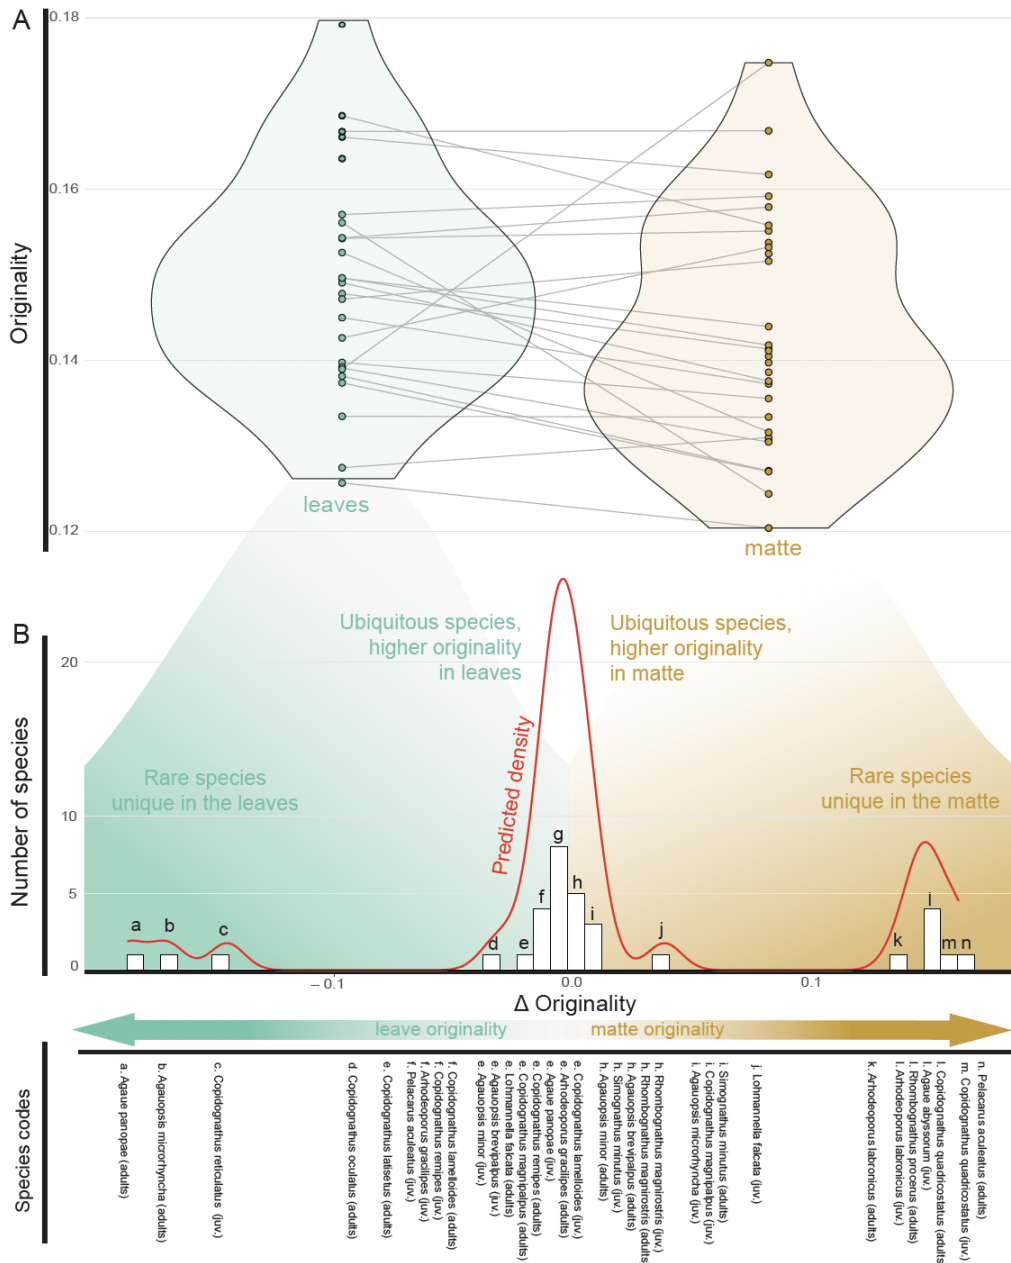 A
0.18
0.16
0.14
0.12
Originality
leaves
matte
B
20
10
5
0
Number of species
Ubiquitous species,
higher originality
in leaves
Ubiquitous species,
higher originality
in matte
Rare species
unique in the leaves
Rare species
unique in the matte
Predicted density
a
b
c
d
e
f
g
h
i
j
k
i
m
n
– 0.1
0.0
0.1
Δ Originality
leave originality
matte originality
Species codes
a. Agaue panopae (adults)
b. Agauopsis microrhyncha (adults)
c. Copidognathus reticulatus (juv.)
d. Copidognathus oculatus (adults)
e. Copidognathus latisetus (adults)
f. Pelacarus aculeatus (juv.)
f. Arhodeoporus gracilipes (juv.)
f. Copidognathus remipes (juv.)
f. Copidognathus lamelloides (adults)
e. Agauopsis minor (juv.)
e. Agauopsis brevipalpus (juv.)
e. Lohmannella falcata (adults)
e. Copidognathus magnipalpus (adults)
e. Copidognathus remipes (adults)
e. Agaue panopae (juv.)
e. Arhodeoporus gracilipes (adults)
e. Copidognathus lamelloides (juv.)
h. Agauopsis minor (adults)
h. Simognathus minutus (juv.)
h. Agauopsis brevipalpus (adults)
h. Rhombognathus magnirostris (adults)
h. Rhombognathus magnirostris (juv.)
i. Agauopsis microrhyncha (juv.)
i. Copidognathus magnipalpus (juv.)
i. Simognathus minutus (adults)
j. Lohmannella falcata (juv.)
k. Arhodeoporus labronicus (adults)
l. Arhodeoporus labronicus (juv.)
l. Rhombognathus procerus (adults)
l. Agaue abyssorum (juv.)
l. Copidognathus quadricostatus (adults)
m. Copidognathus quadricostatus (juv.)
n. Pelacarus aculeatus (adults)